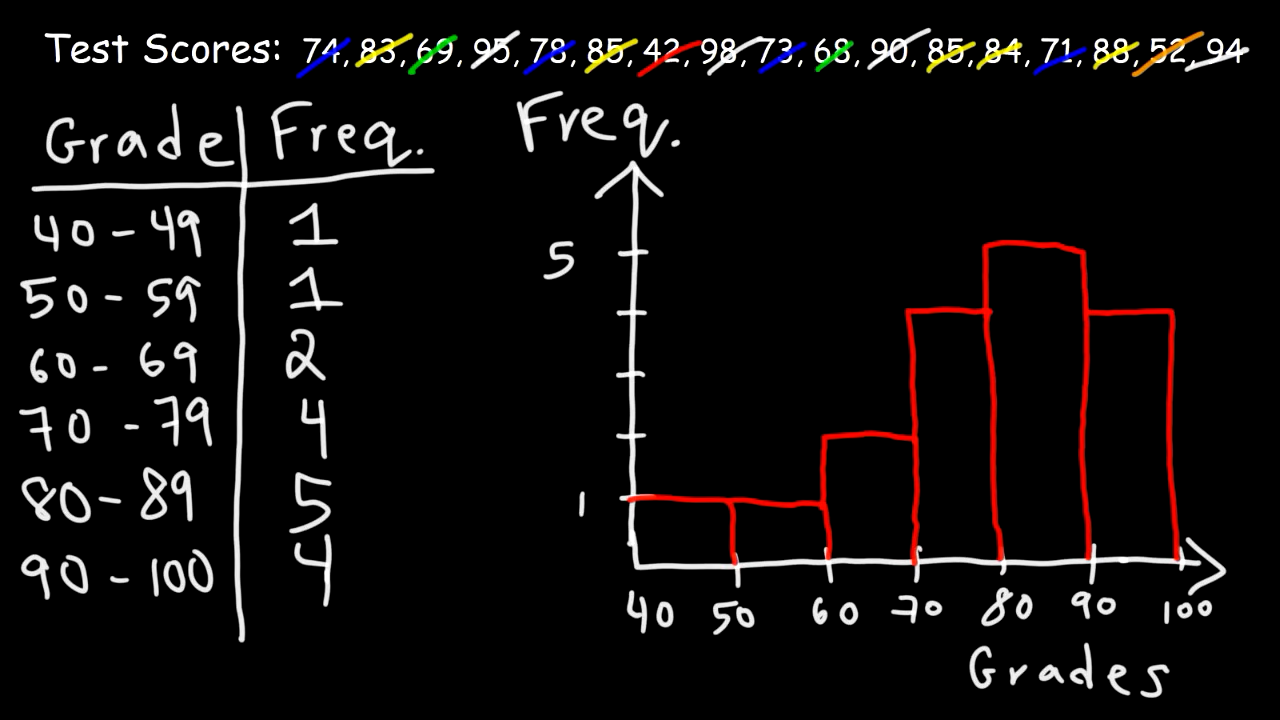 Test Scores: 74, 83, 69, 95, 78, 85, 42, 98, 73, 68, 90, 85, 84, 71, 88, 52, 94
Grade Freq.
40 - 49 1
50 - 59 1
60 - 69 2
70 - 79 4
80 - 89 5
90 - 100 4
Freq.
5
1
40 50 60 70 80 90 100
Grades